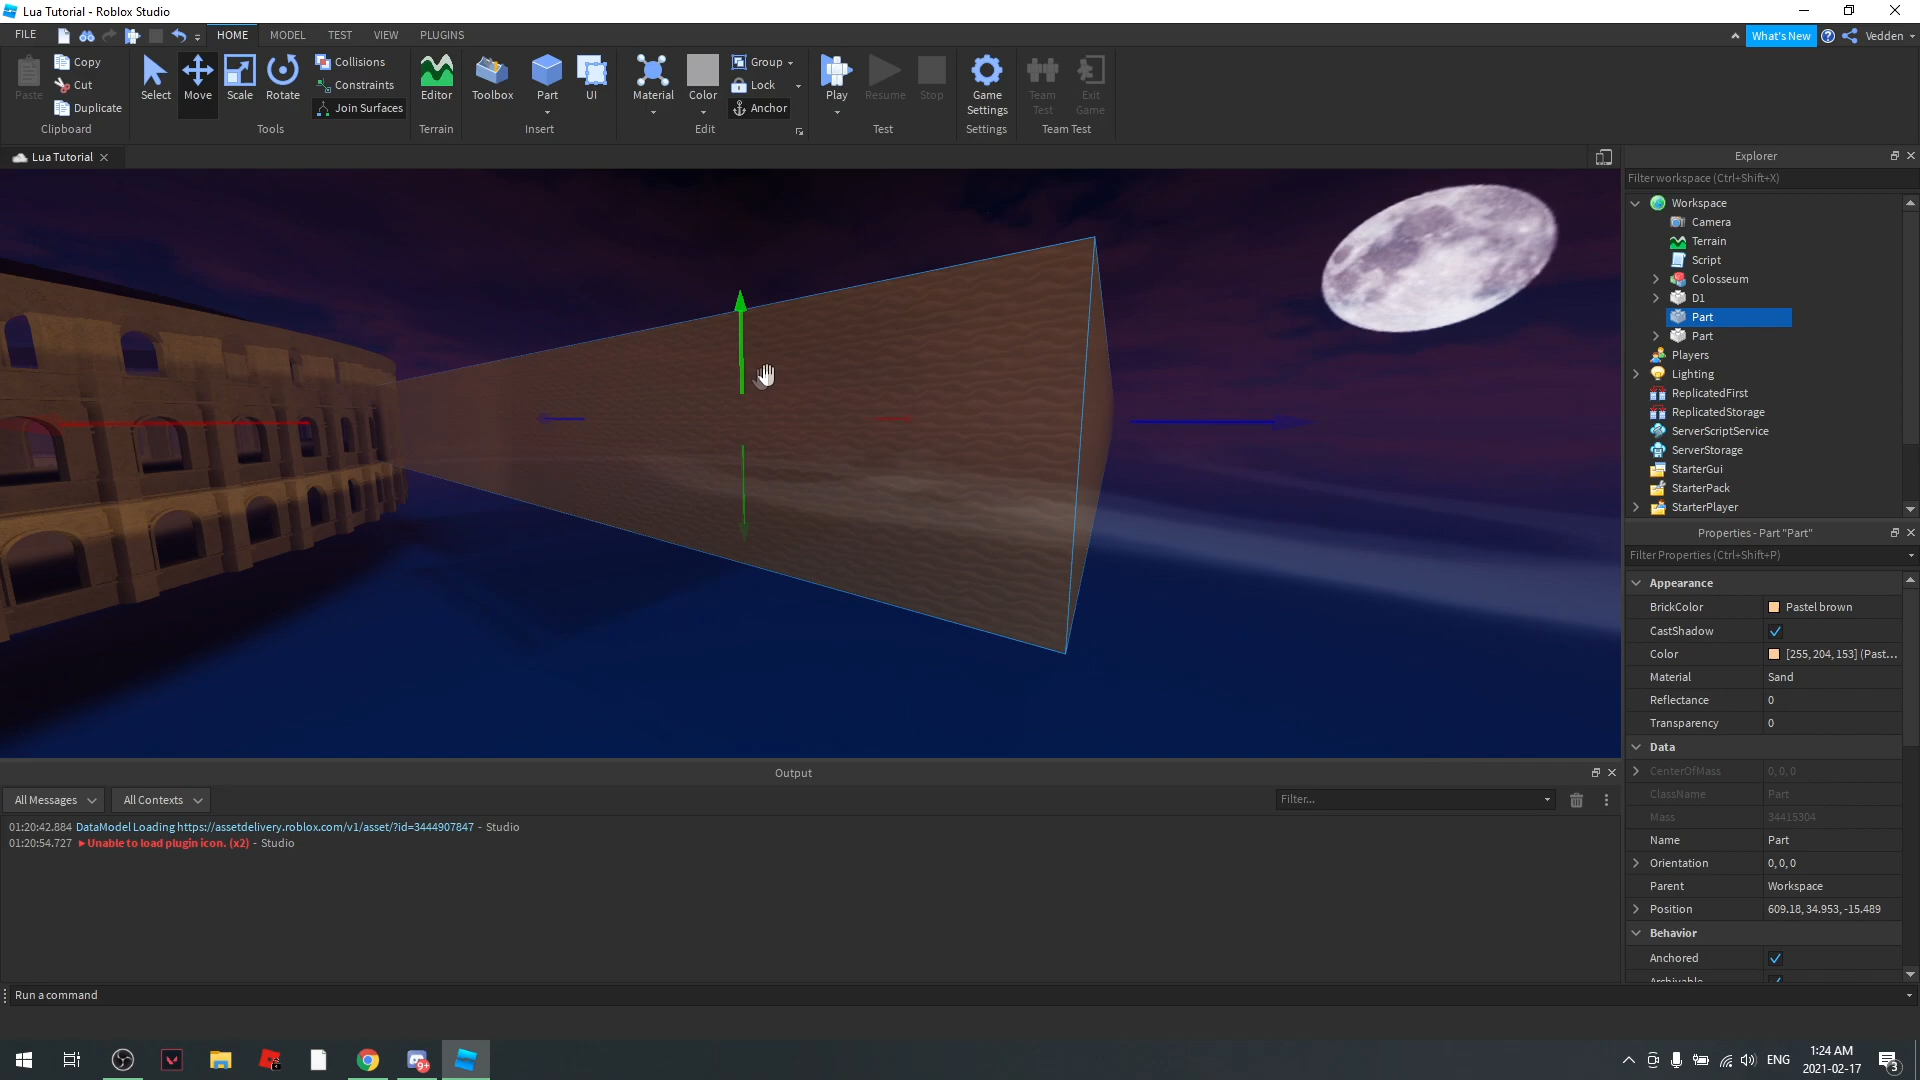 Lua Tutorial - Roblox Studio
FILE HOME MODEL TEST VIEW PLUGINS What's New Vedden
Paste Copy Cut Duplicate Clipboard
Select Move Scale Rotate Collisions Constraints Join Surfaces Tools
Editor Terrain
Toolbox Part UI Insert
Material Color Group Lock Anchor Edit
Play Resume Stop Test
Game Settings Settings
Team Test Exit Game Team Test
Lua Tutorial
Explorer
Filter workspace (Ctrl+Shift+X)
Workspace
Camera
Terrain
Script
Colosseum
D1
Part
Part
Players
Lighting
ReplicatedFirst
ReplicatedStorage
ServerScriptService
ServerStorage
StarterGui
StarterPack
StarterPlayer
Properties - Part "Part"
Filter Properties (Ctrl+Shift+P)
Appearance
BrickColor Pastel brown
CastShadow
Color [255, 204, 153] (Past...
Material Sand
Reflectance 0
Transparency 0
Data
CenterOfMass 0, 0, 0
ClassName Part
Mass 34415304
Name Part
Orientation 0, 0, 0
Parent Workspace
Position 609.18, 34.953, -15.489
Behavior
Anchored
Archivable
Output
All Messages All Contexts Filter...
01:20:42.884 DataModel Loading https://assetdelivery.roblox.com/v1/asset/?id=3444907847 - Studio
01:20:54.727 Unable to load plugin icon. (x2) - Studio
Run a command
9+ ENG 1:24 AM 3
2021-02-17